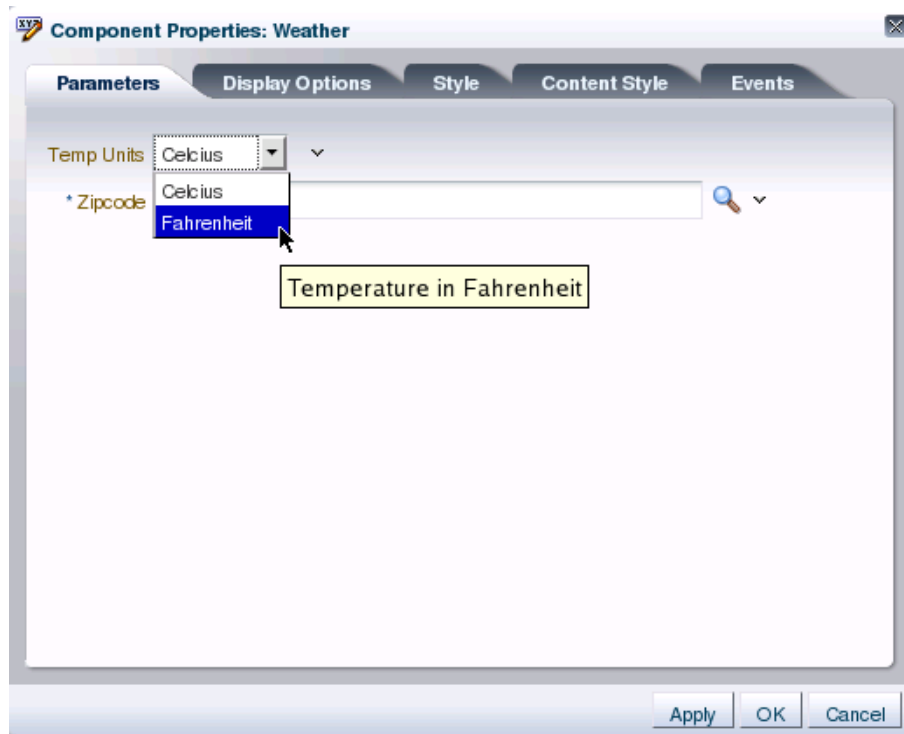 Component Properties: Weather
Parameters Display Options Style Content Style Events
Temp Units Celcius
* Zipcode
Celcius
Fahrenheit
Temperature in Fahrenheit
Apply OK Cancel